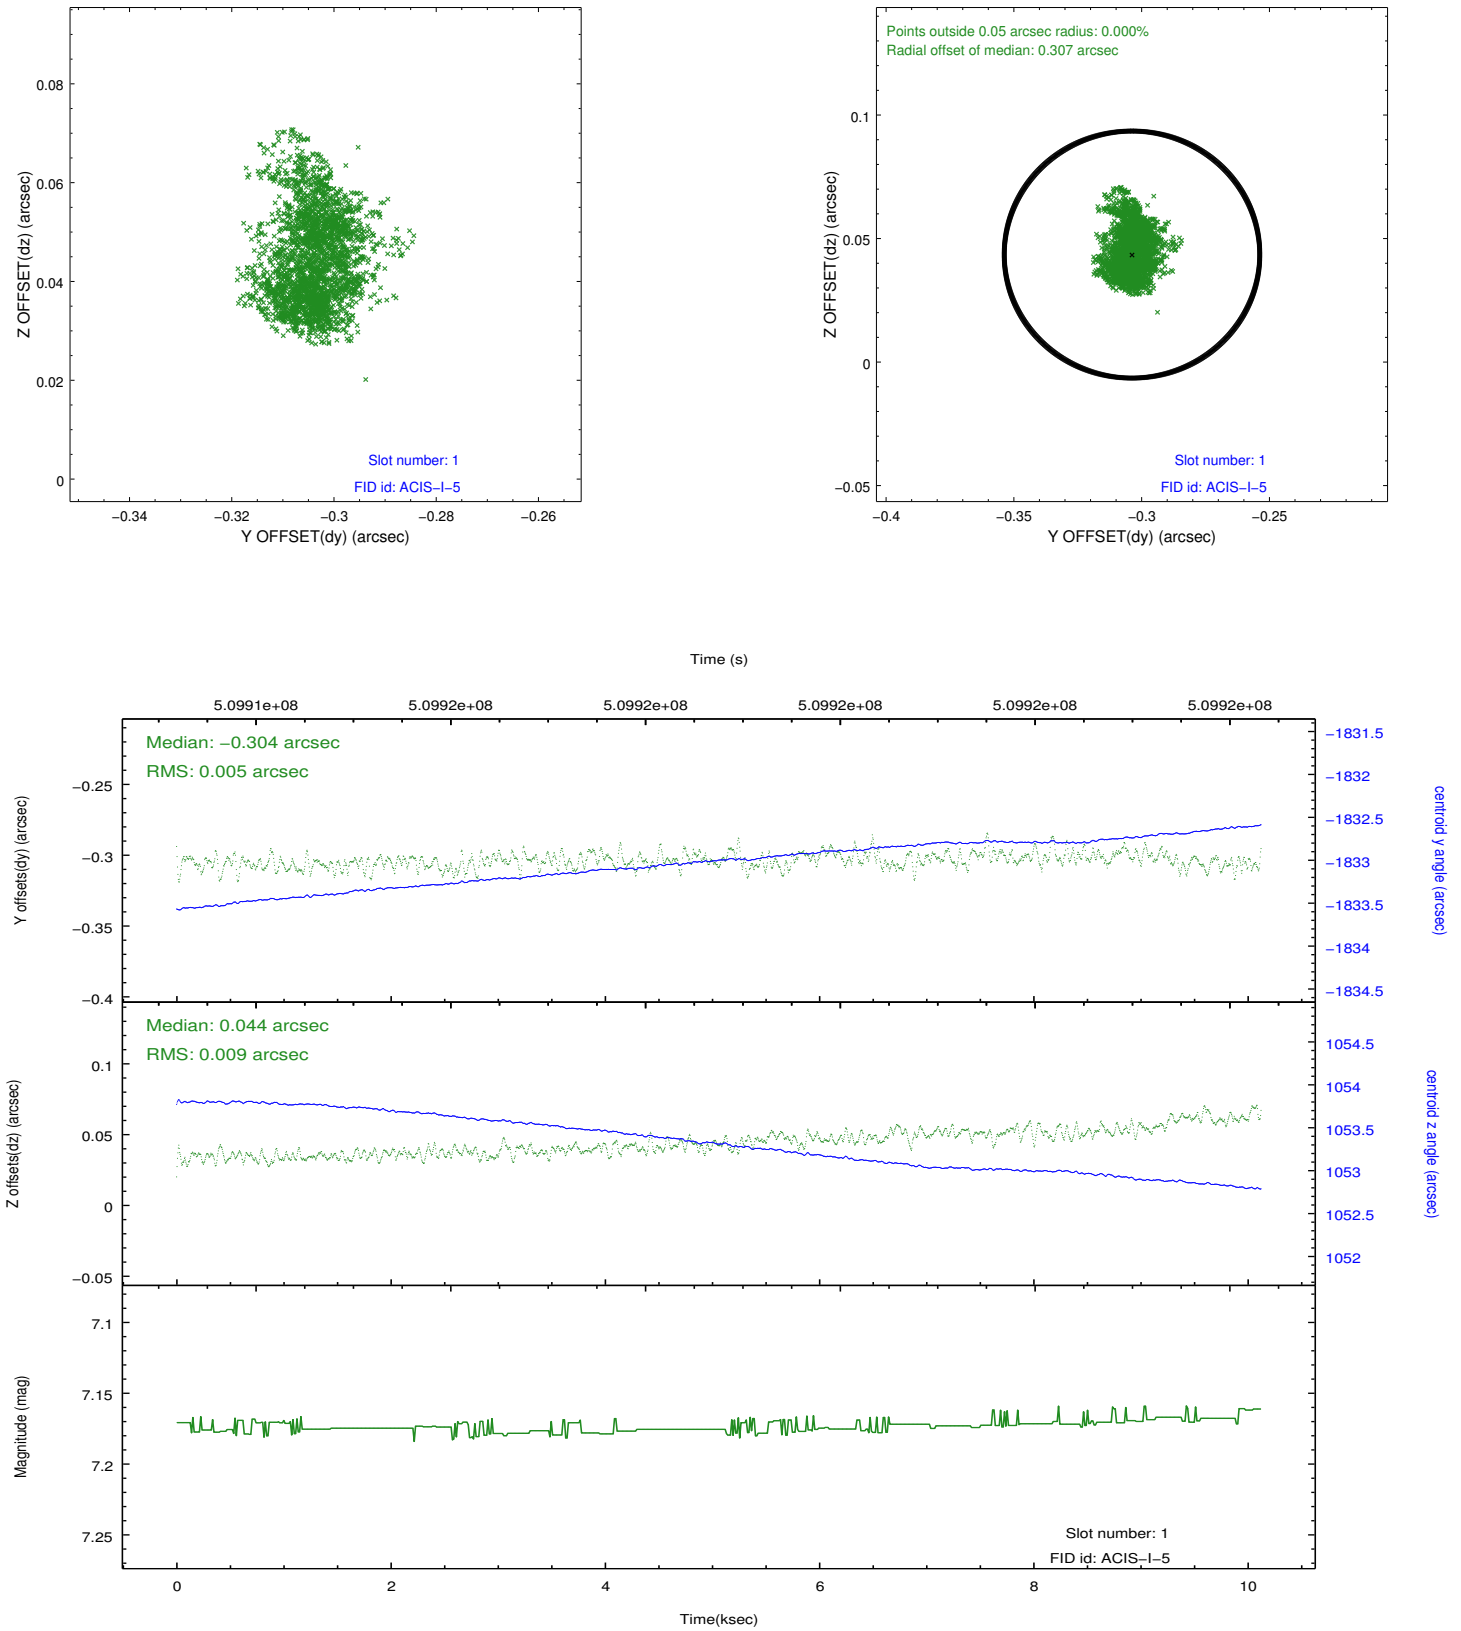 Points outside 0.05 arcsec radius: 0.000%
Radial offset of median: 0.307 arcsec
0.08
0.06
0.04
0.02
0
Z OFFSET(dz) (arcsec)
Slot number: 1
FID id: ACIS−I−5
−0.34 −0.32 −0.3 −0.28 −0.26
Y OFFSET(dy) (arcsec)
0.1
0.05
0
−0.05
Z OFFSET(dz) (arcsec)
Slot number: 1
FID id: ACIS−I−5
−0.4 −0.35 −0.3 −0.25
Y OFFSET(dy) (arcsec)
Time (s)
5.0991e+08 5.0992e+08 5.0992e+08 5.0992e+08 5.0992e+08 5.0992e+08
Median: −0.304 arcsec
RMS: 0.005 arcsec
−0.25
−0.3
−0.35
−0.4
Y offsets(dy) (arcsec)
−1831.5
−1832
−1832.5
−1833
−1833.5
−1834
−1834.5
centroid y angle (arcsec)
Median: 0.044 arcsec
RMS: 0.009 arcsec
0.1
0.05
0
−0.05
Z offsets(dz) (arcsec)
1054.5
1054
1053.5
1053
1052.5
1052
centroid z angle (arcsec)
7.1
7.15
7.2
7.25
Magnitude (mag)
Slot number: 1
FID id: ACIS−I−5
0 2 4 6 8 10
Time(ksec)